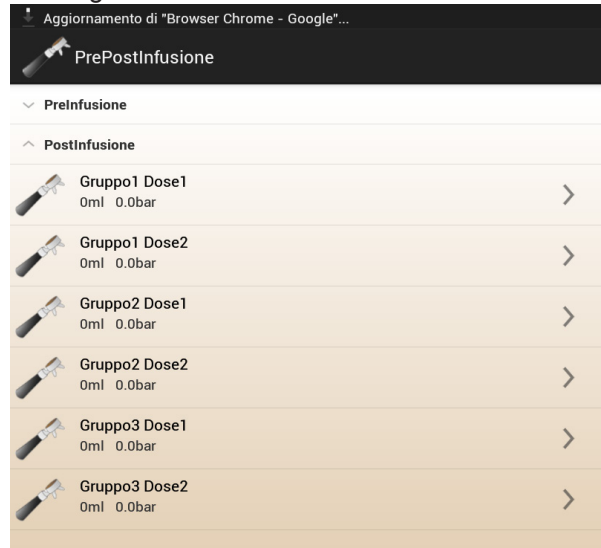 Aggiornamento di "Browser Chrome - Google"...
PrePostInfusione
PreInfusione
PostInfusione
Gruppo1 Dose1
0ml 0.0bar
Gruppo1 Dose2
0ml 0.0bar
Gruppo2 Dose1
0ml 0.0bar
Gruppo2 Dose2
0ml 0.0bar
Gruppo3 Dose1
0ml 0.0bar
Gruppo3 Dose2
0ml 0.0bar